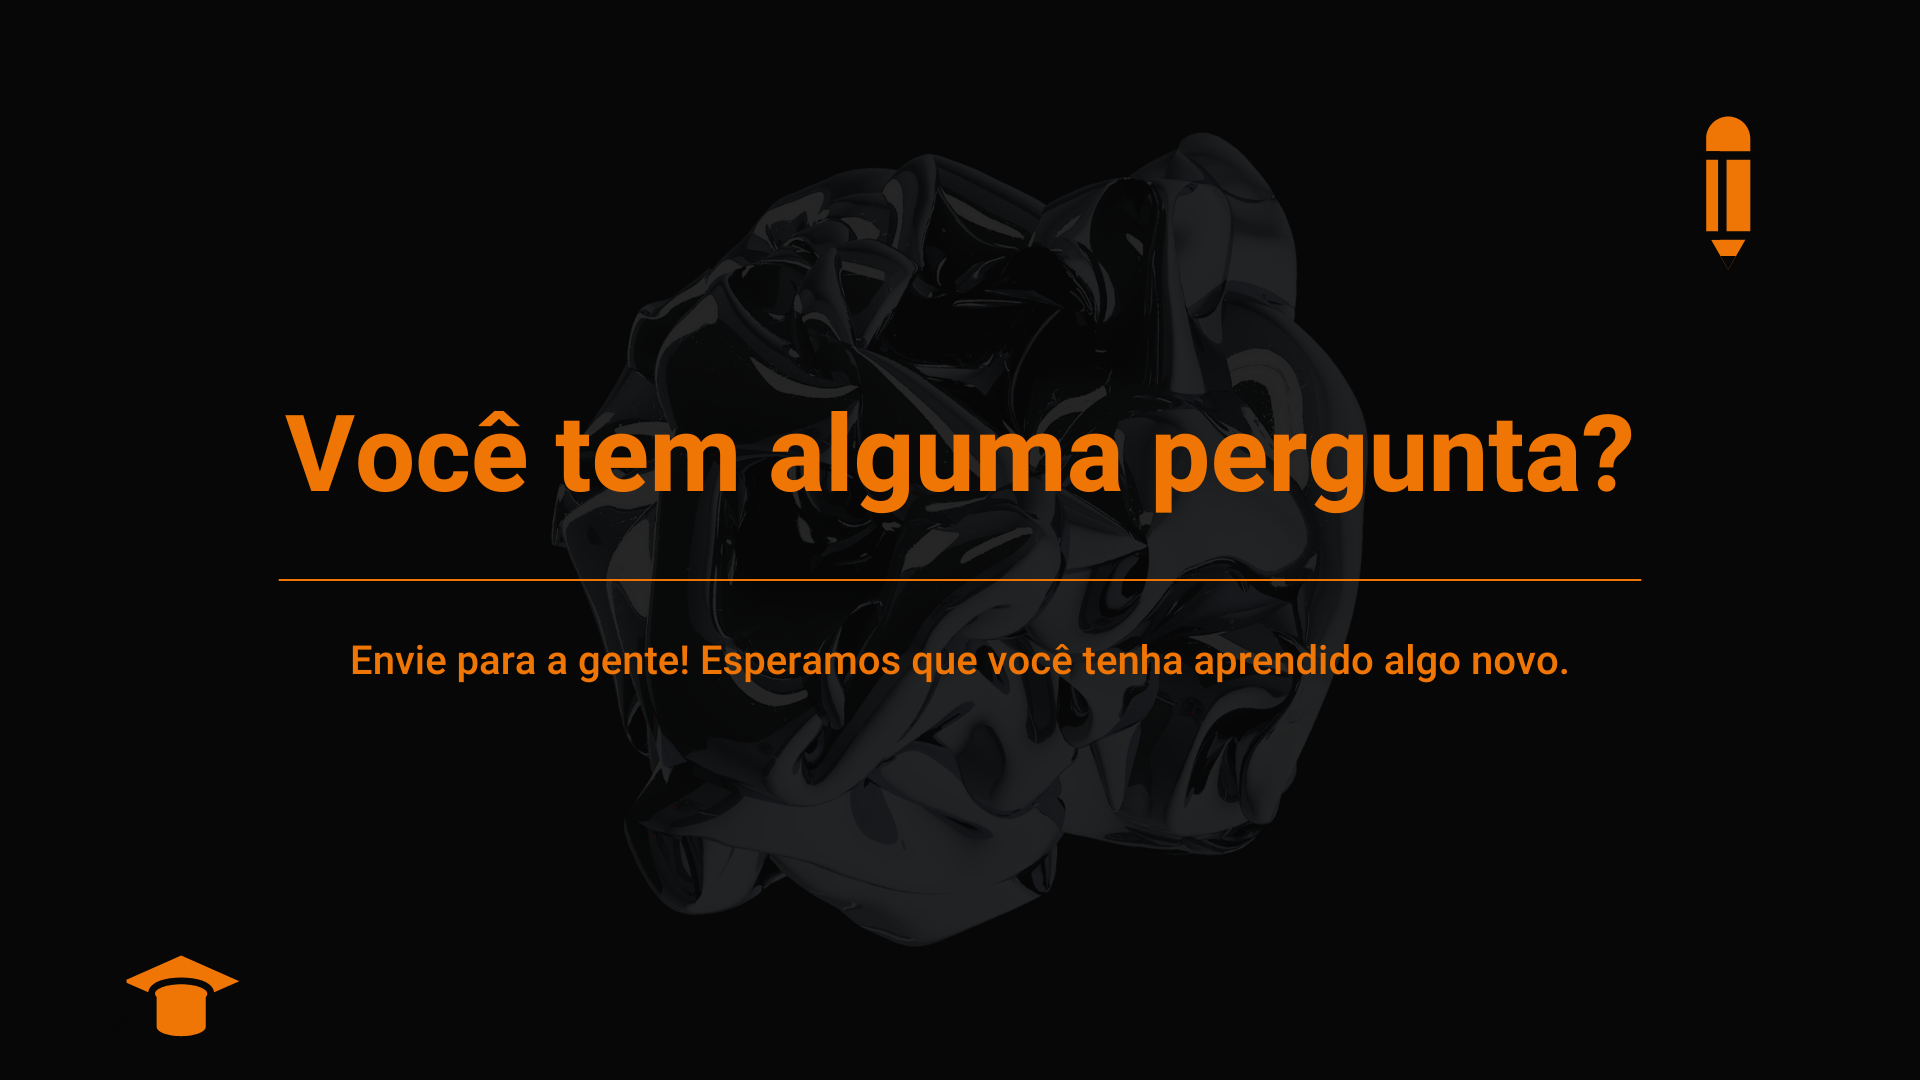 Você tem alguma pergunta?
Envie para a gente! Esperamos que você tenha aprendido algo novo.